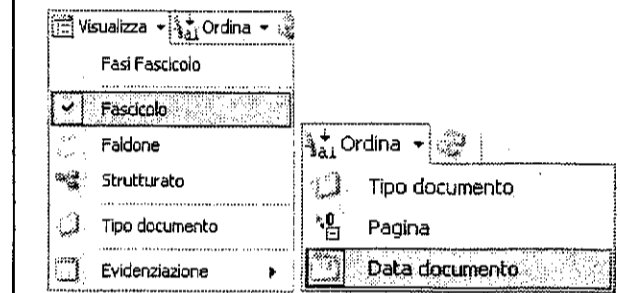 Visualizza Ordina
Fasi Fascicolo
Fascicolo
Faldone
Strutturato
Tipo documento
Evidenziazione
Ordina
Tipo documento
Pagina
Data documento